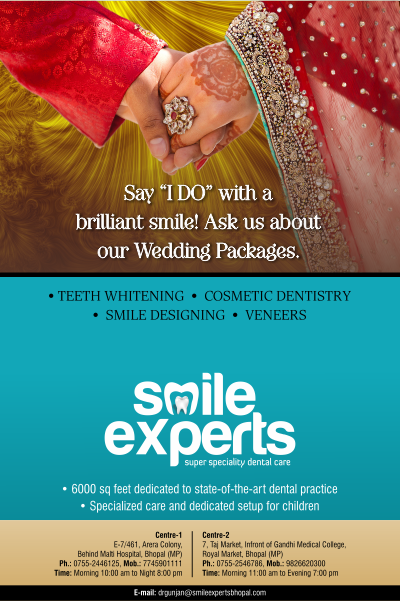 Say “I DO” with a
brilliant smile! Ask us about
our Wedding Packages.
• TEETH WHITENING • COSMETIC DENTISTRY
• SMILE DESIGNING • VENEERS
smile
experts
super speciality dental care
• 6000 sq feet dedicated to state-of-the-art dental practice
• Specialized care and dedicated setup for children
Centre-1
E-7/461, Arera Colony,
Behind Malti Hospital, Bhopal (MP)
Ph.: 0755-2446125, Mob.: 7745901111
Time: Morning 10:00 am to Night 8:00 pm
Centre-2
7, Taj Market, Infront of Gandhi Medical College,
Royal Market, Bhopal (MP)
Ph.: 0755-2546786, Mob.: 9826620300
Time: Morning 11:00 am to Evening 7:00 pm
E-mail: drgunjan@smileexpertsbhopal.com